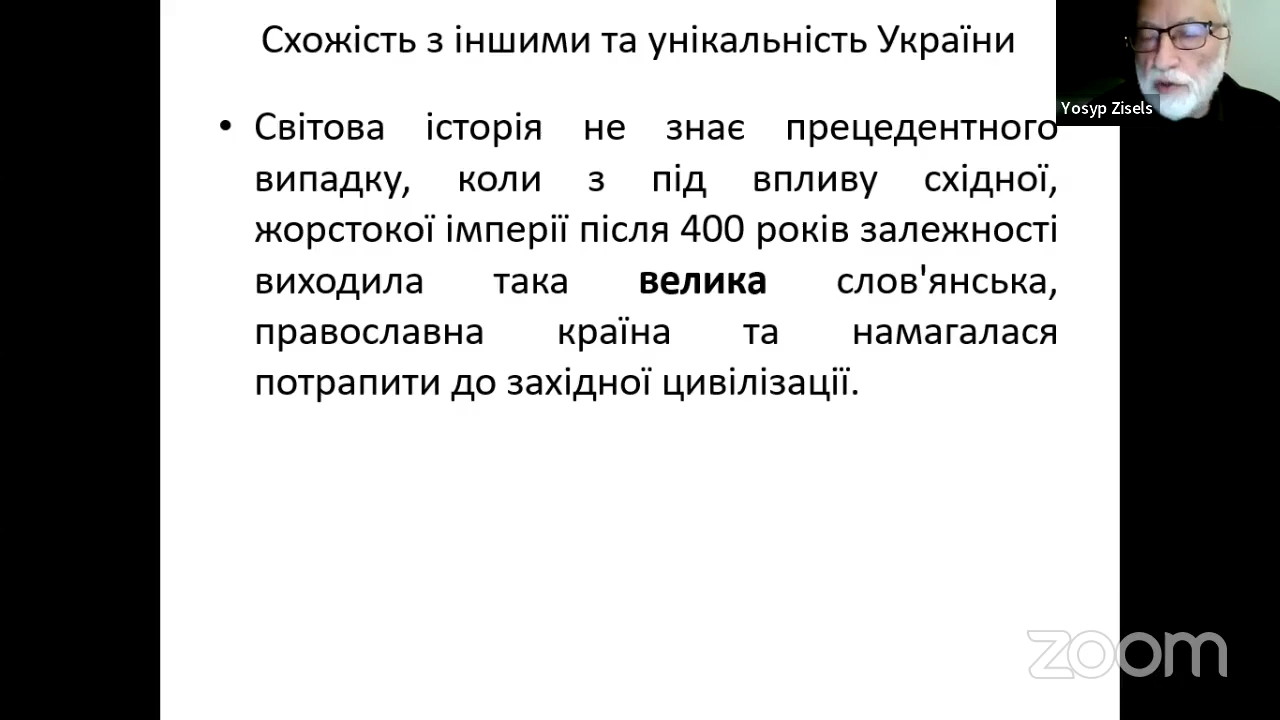 Схожість з іншими та унікальність України
Yosyp Zisels
• Світова історія не знає прецедентного
випадку, коли з під впливу східної,
жорстокої імперії після 400 років залежності
виходила така велика слов'янська,
православна країна та намагалася
потрапити до західної цивілізації.
zoom